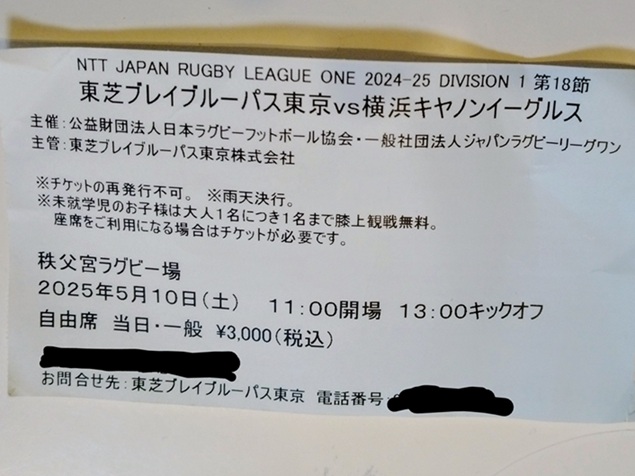 NTT JAPAN RUGBY LEAGUE ONE 2024-25 DIVISION 1 第18節
東芝ブレイブルーパス東京vs横浜キヤノンイーグルス
主催:公益財団法人日本ラグビーフットボール協会・一般社団法人ジャパンラグビーリーグワン
主管:東芝ブレイブルーパス東京株式会社
※チケットの再発行不可。 ※雨天決行。
※未就学児のお子様は大人1名につき1名まで膝上観戦無料。
座席をご利用になる場合はチケットが必要です。
秩父宮ラグビー場
2025年5月10日(土) 11:00開場 13:00キックオフ
自由席 当日・一般 ¥3,000(税込)
お問合せ先:東芝ブレイブルーパス東京 電話番号: